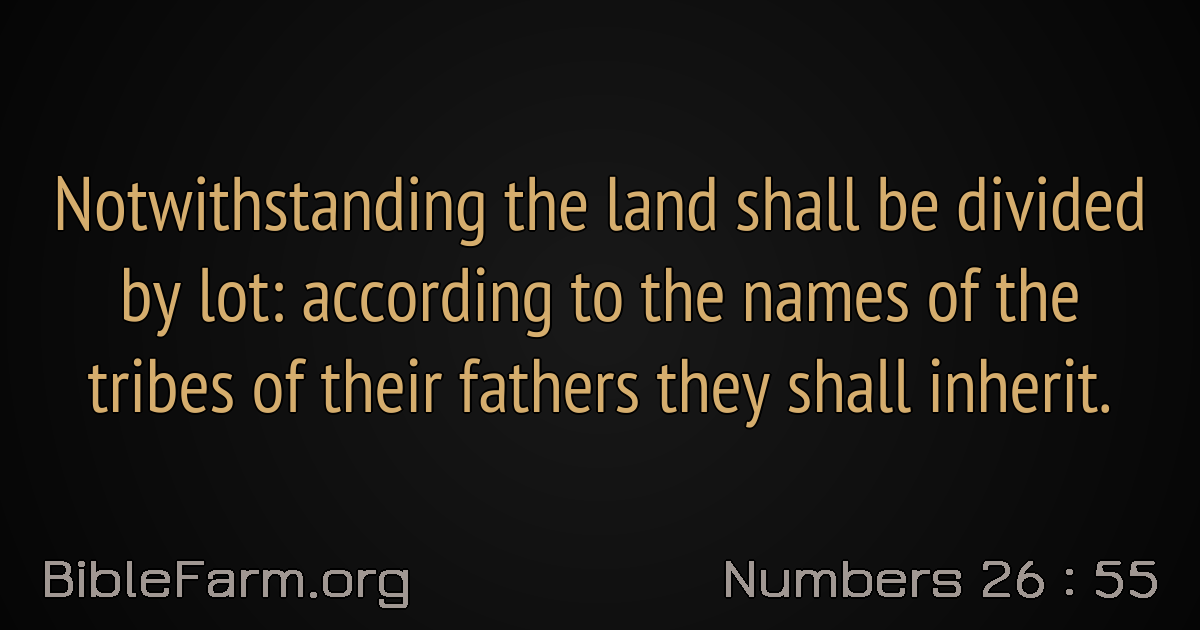 Notwithstanding the land shall be divided
by lot: according to the names of the
tribes of their fathers they shall inherit.
BibleFarm.org
Numbers 26 : 55